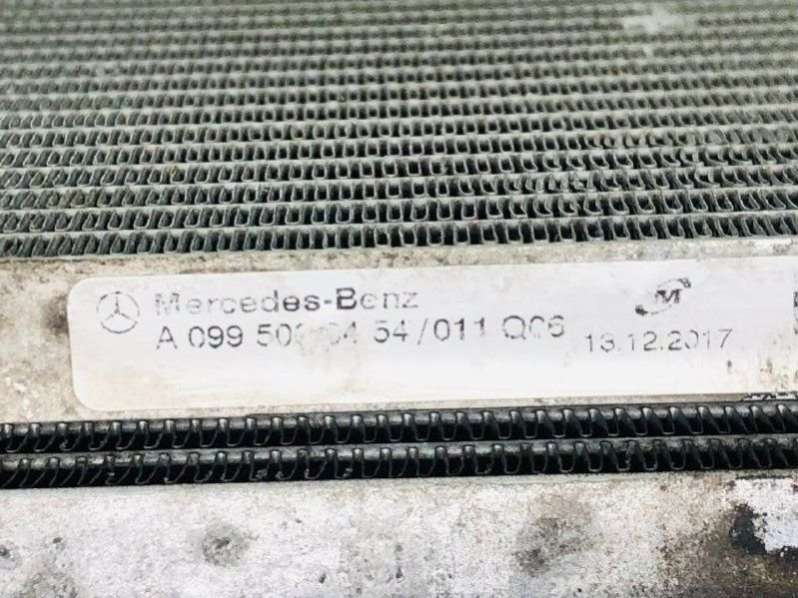 Mercedes-Benz
A 099 54/011 Q06
M
13.12.2017